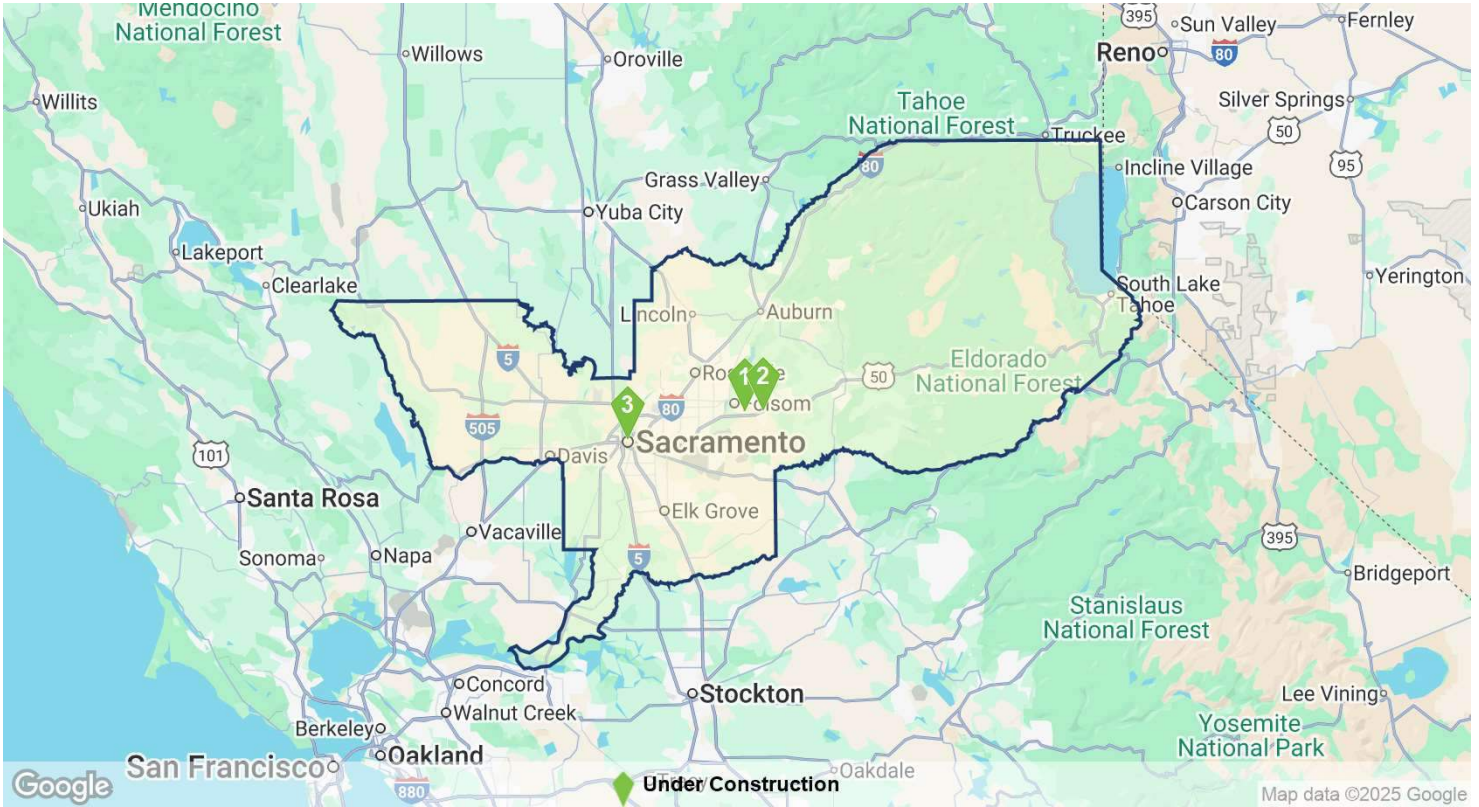 Mendocino
National Forest
Willows
Oroville
395
Sun Valley
Fernley
Reno
80
Willits
Tahoe
National Forest
Silver Springs
50
Truckee
80
95
Incline Village
Grass Valley
Ukiah
Yuba City
Carson City
Lakeport
Clearlake
Yerington
South Lake
Tahoe
Lincoln
Auburn
5
Eldorado
National Forest
1
2
50
Folsom
3
80
505
Sacramento
Davis
101
Santa Rosa
Elk Grove
Vacaville
395
Sonoma
Napa
5
Bridgeport
Stanislaus
National Forest
Concord
Stockton
Lee Vining
Walnut Creek
Berkeley
Yosemite
National Park
Oakland
San Francisco
Oakdale
880
Google
Under Construction
Map data ©2025 Google